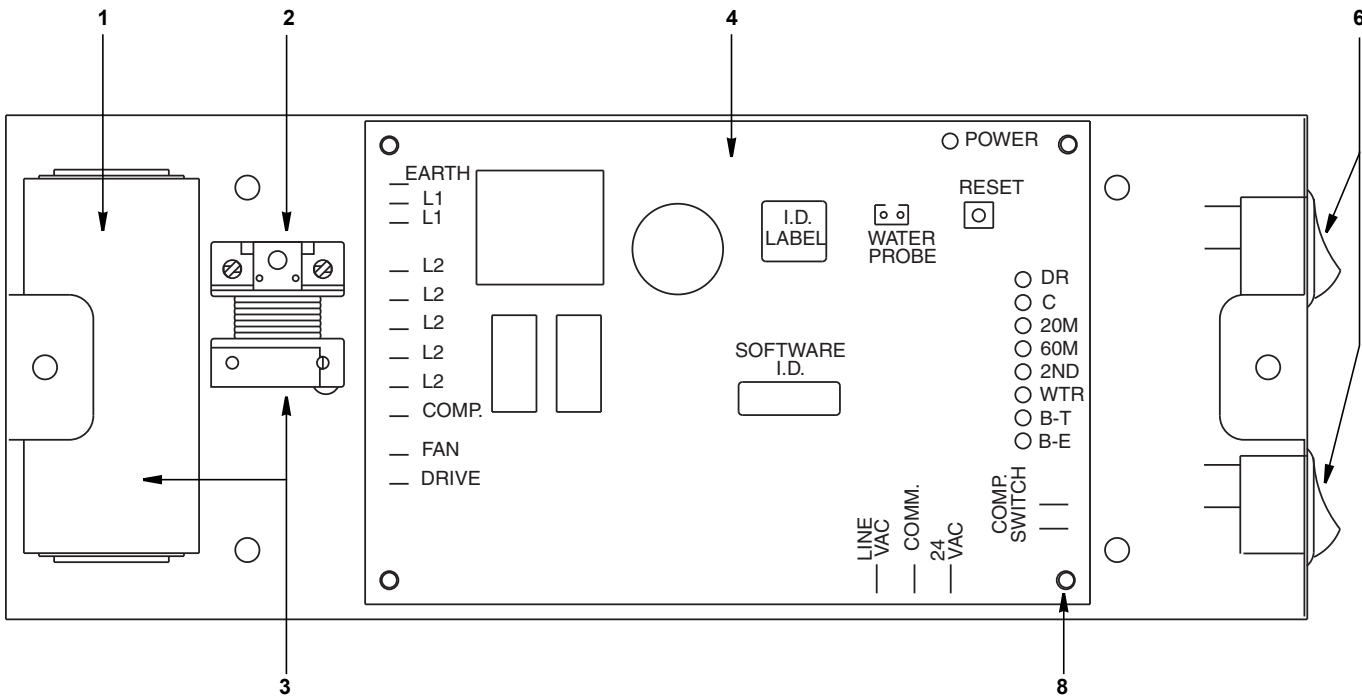 1
2
4
6
POWER
EARTH
L1
L1
L2
L2
L2
L2
L2
COMP.
FAN
DRIVE
I.D.
LABEL
WATER
PROBE
RESET
SOFTWARE
I.D.
DR
C
20M
60M
2ND
WTR
B-T
B-E
COMP.
SWITCH
LINE
VAC
COMM.
24
VAC
3
8